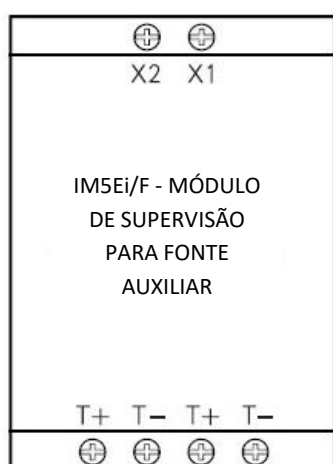 X2 X1
IM5Ei/F - MÓDULO
DE SUPERVISÃO
PARA FONTE
AUXILIAR
T+ T- T+ T-